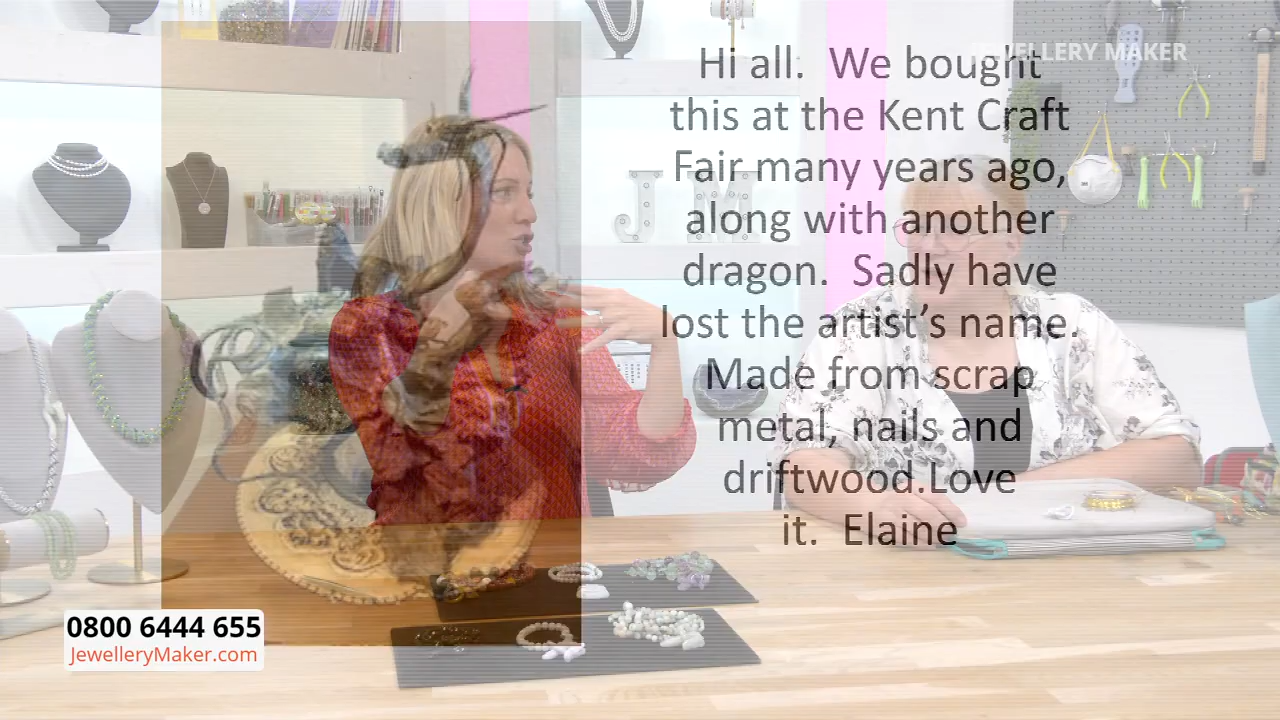 JEWELLERY MAKER
Hi all. We bought
this at the Kent Craft
Fair many years ago,
along with another
dragon. Sadly have
lost the artist's name.
Made from scrap
metal, nails and
driftwood.Love
it. Elaine
J M
0800 6444 655
JewelleryMaker.com